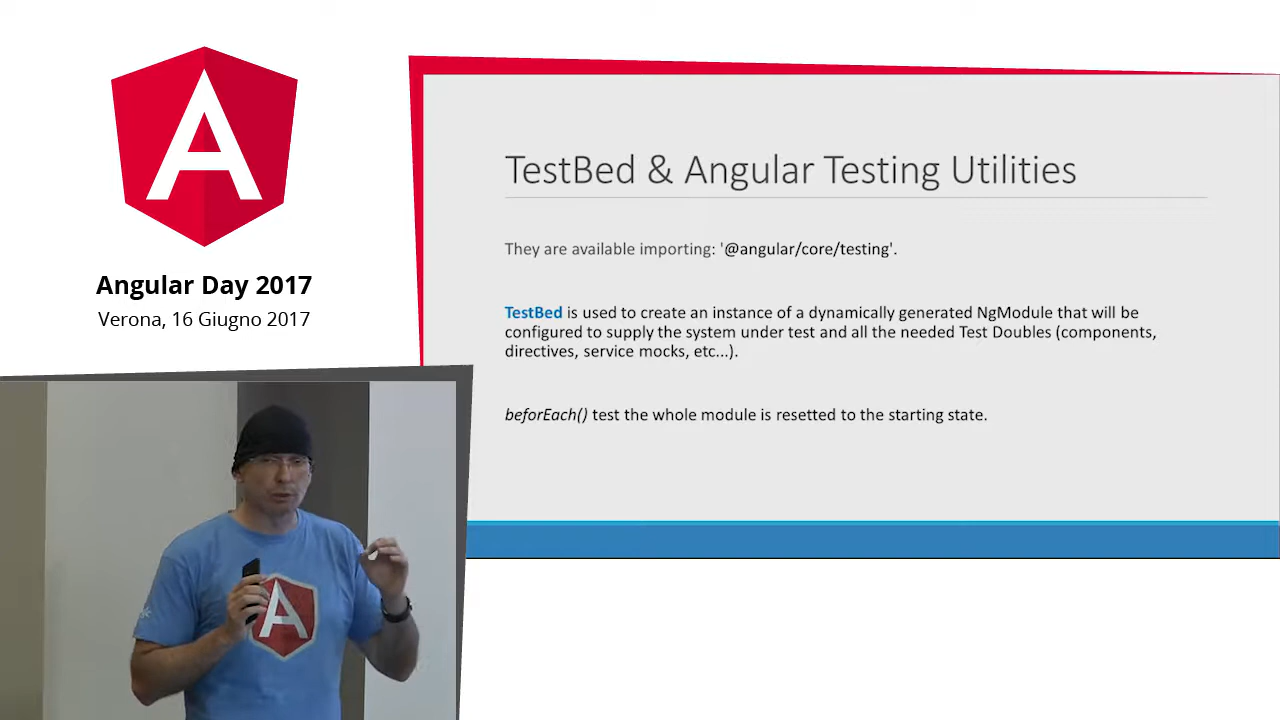 Angular Day 2017
Verona, 16 Giugno 2017
TestBed & Angular Testing Utilities
They are available importing: '@angular/core/testing'.
TestBed is used to create an instance of a dynamically generated NgModule that will be
configured to supply the system under test and all the needed Test Doubles (components,
directives, service mocks, etc...).
beforEach() test the whole module is resetted to the starting state.
A
A